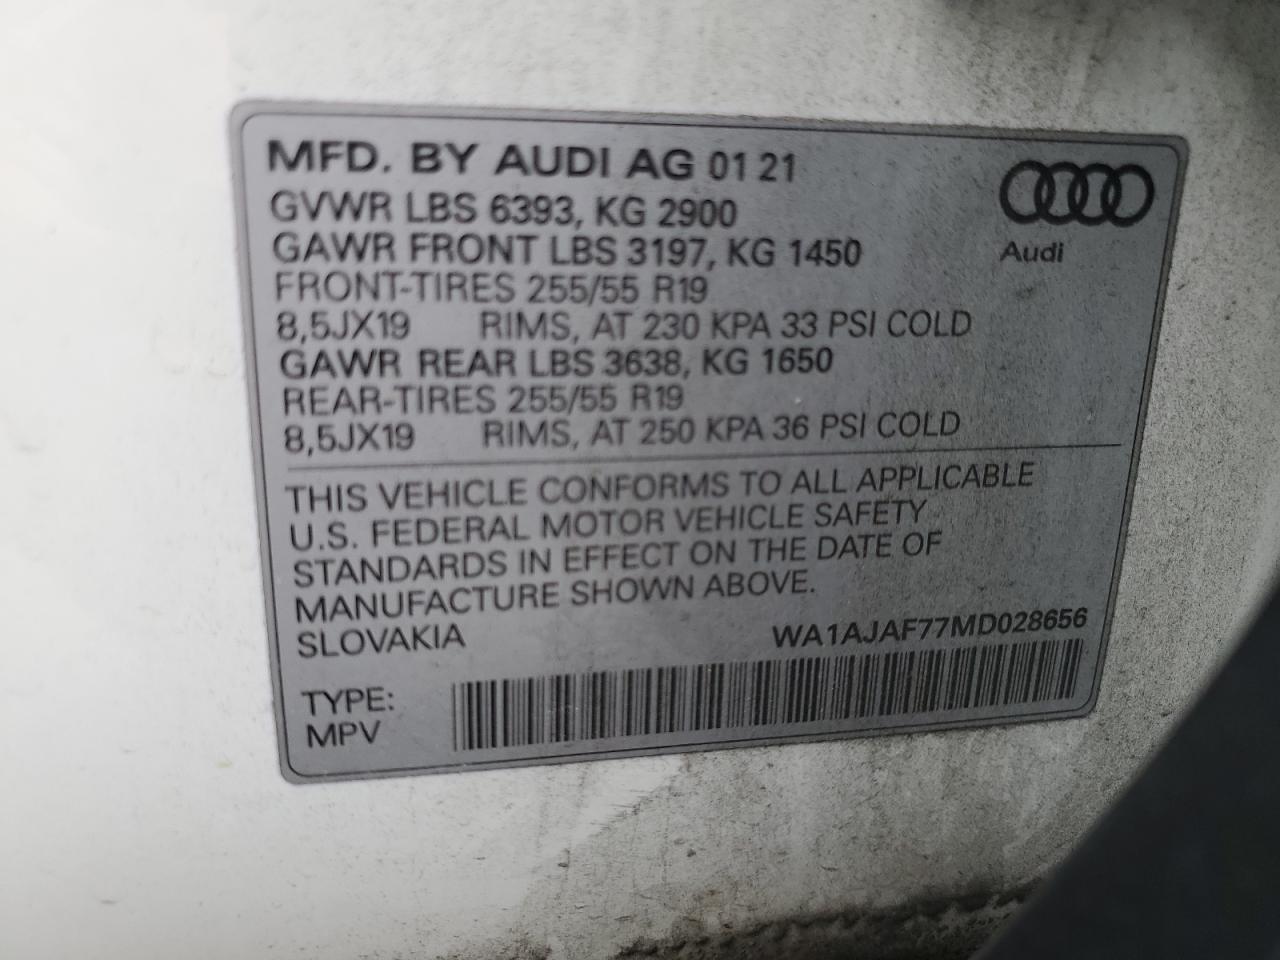 MFD. BY AUDI AG 01 21
GVWR LBS 6393, KG 2900
GAWR FRONT LBS 3197, KG 1450
FRONT-TIRES 255/55 R19
8,5JX19 RIMS, AT 230 KPA 33 PSI COLD
GAWR REAR LBS 3638, KG 1650
REAR-TIRES 255/55 R19
8,5JX19 RIMS, AT 250 KPA 36 PSI COLD
Audi
THIS VEHICLE CONFORMS TO ALL APPLICABLE
U.S. FEDERAL MOTOR VEHICLE SAFETY
STANDARDS IN EFFECT ON THE DATE OF
MANUFACTURE SHOWN ABOVE.
SLOVAKIA WA1AJAF77MD028656
TYPE:
MPV